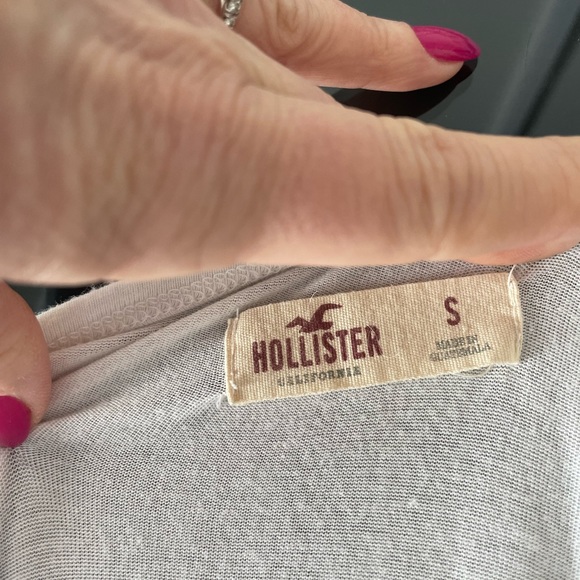 HOLLISTER
CALIFORNIA
S
MADE IN
GUATEMALA